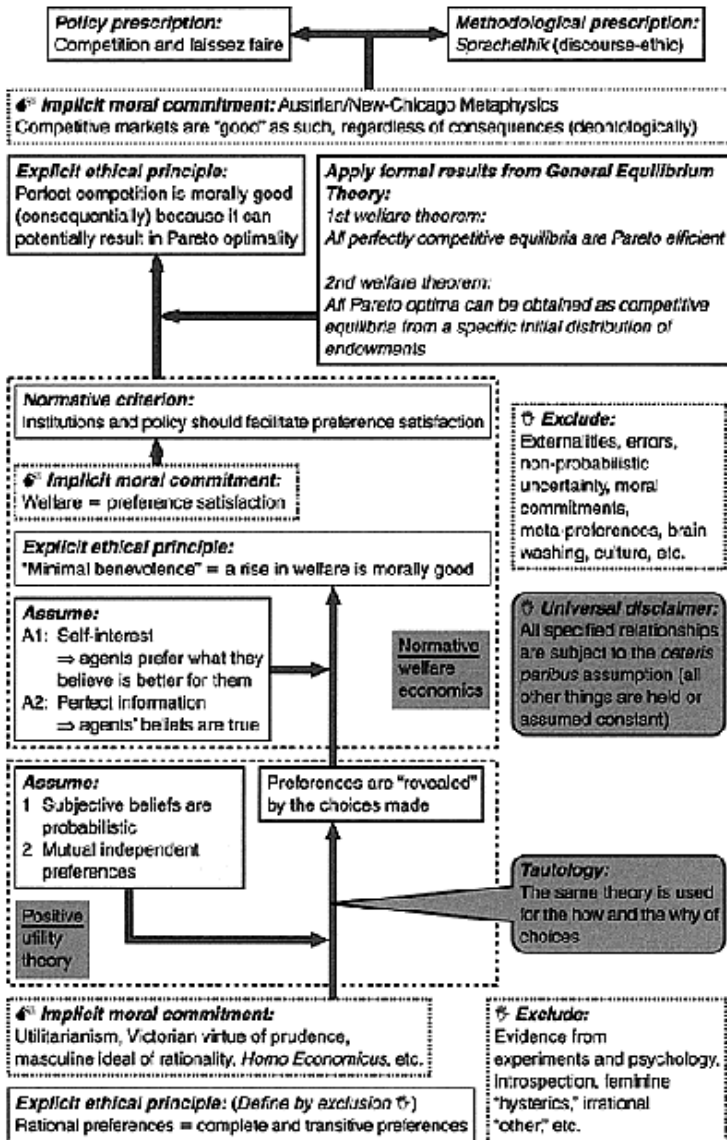 Policy prescription:
Competition and laissez faire
Methodological prescription:
Sprachethik (discourse-ethic)
Implicit moral commitment: Austrian/New-Chicago Metaphysics
Competitive markets are "good" as such, regardless of consequences (deontologically)
Explicit ethical principle:
Perfect competition is morally good
(consequentially) because it can
potentially result in Pareto optimality
Apply formal results from General Equilibrium
Theory:
1st welfare theorem:
All perfectly competitive equilibria are Pareto efficient
2nd welfare theorem:
All Pareto optima can be obtained as competitive
equilibria from a specific initial distribution of
endowments
Normative criterion:
Institutions and policy should facilitate preference satisfaction
Implicit moral commitment:
Welfare = preference satisfaction
Exclude:
Externalities, errors,
non-probabilistic
uncertainty, moral
commitments,
meta-preferences, brain
washing, culture, etc.
Explicit ethical principle:
"Minimal benevolence" = a rise in welfare is morally good
Assume:
A1: Self-interest
⇒ agents prefer what they
believe is better for them
A2: Perfect information
⇒ agents' beliefs are true
Normative
welfare
economics
Universal disclaimer:
All specified relationships
are subject to the ceteris
paribus assumption (all
other things are held or
assumed constant)
Assume:
1 Subjective beliefs are
probabilistic
2 Mutual independent
preferences
Preferences are "revealed"
by the choices made
Positive
utility
theory
Tautology:
The same theory is used
for the how and the why of
choices
Implicit moral commitment:
Utilitarianism, Victorian virtue of prudence,
masculine ideal of rationality, Homo Economicus, etc.
Explicit ethical principle: (Define by exclusion)
Rational preferences = complete and transitive preferences
Exclude:
Evidence from
experiments and psychology.
Introspection, feminine
"hysterics," irrational
"other," etc.